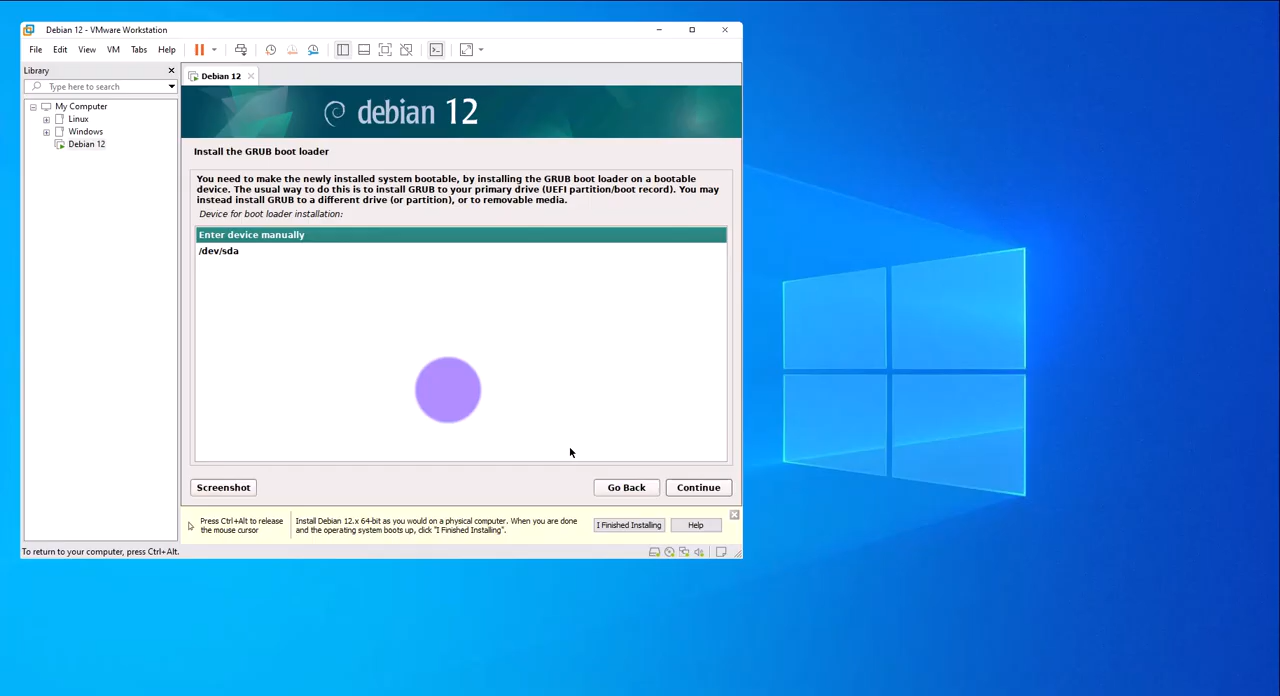 Debian 12 - VMware Workstation
File Edit View VM Tabs Help
Library
Type here to search
My Computer
Linux
Windows
Debian 12
Debian 12
debian 12
Install the GRUB boot loader
You need to make the newly installed system bootable, by installing the GRUB boot loader on a bootable
device. The usual way to do this is to install GRUB to your primary drive (UEFI partition/boot record). You may
instead install GRUB to a different drive (or partition), or to removable media.
Device for boot loader installation:
Enter device manually
/dev/sda
Screenshot
Go Back
Continue
Press Ctrl+Alt to release
the mouse cursor
Install Debian 12.x 64-bit as you would on a physical computer. When you are done
and the operating system boots up, click "I Finished Installing".
I Finished Installing
Help
To return to your computer, press Ctrl+Alt.